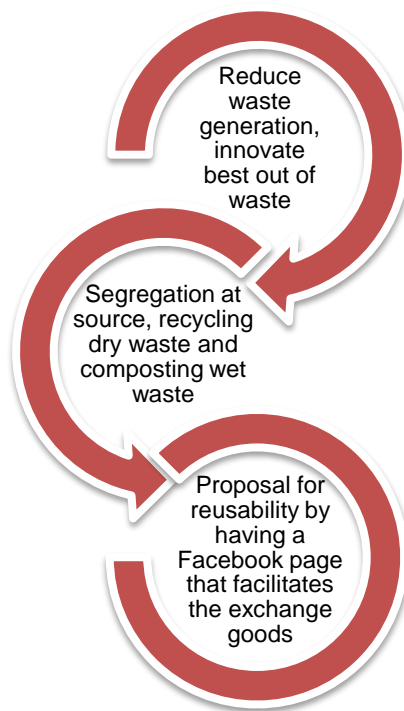 Reduce
waste
generation,
innovate
best out of
waste
Segregation at
source, recycling
dry waste and
composting wet
waste
Proposal for
reusability by
having a
Facebook page
that facilitates
the exchange
goods